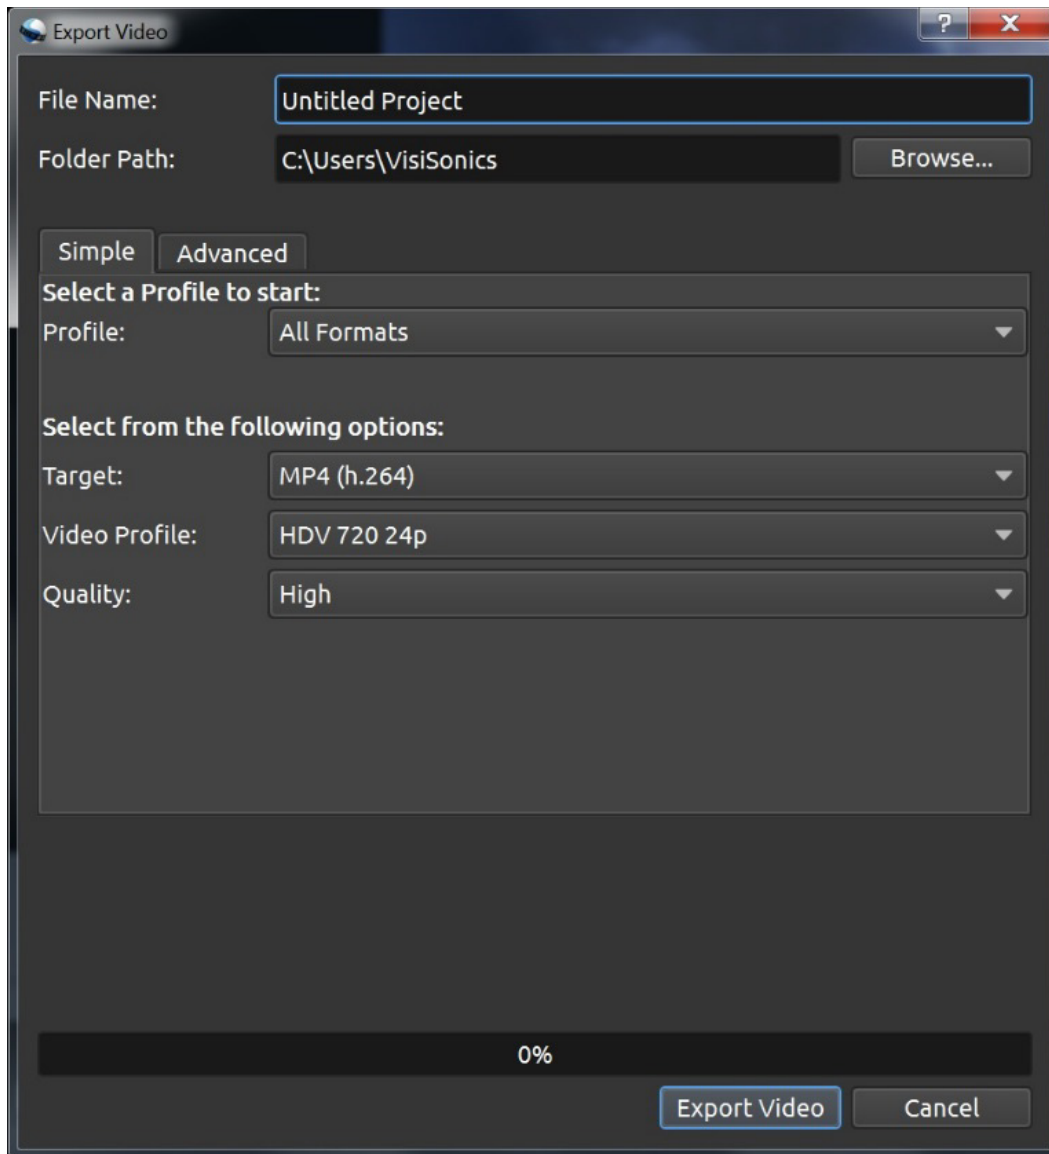 Export Video
? X
File Name: Untitled Project
Folder Path: C:\Users\VisiSonics Browse...
Simple Advanced
Select a Profile to start:
Profile: All Formats
Select from the following options:
Target: MP4 (h.264)
Video Profile: HDV 720 24p
Quality: High
0%
Export Video Cancel